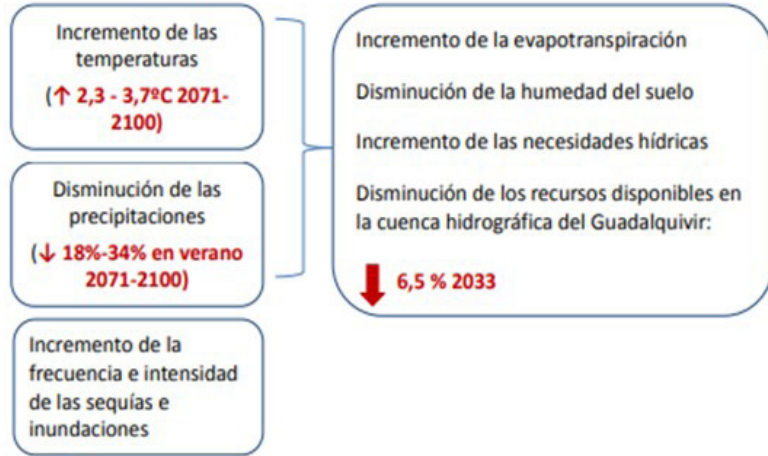 Incremento de las
temperaturas
(↑ 2,3 - 3,7ºC 2071-
2100)
Disminución de las
precipitaciones
(↓ 18%-34% en verano
2071-2100)
Incremento de la
frecuencia e intensidad
de las sequías e
inundaciones
Incremento de la evapotranspiración
Disminución de la humedad del suelo
Incremento de las necesidades hídricas
Disminución de los recursos disponibles en
la cuenca hidrográfica del Guadalquivir:
6,5 % 2033